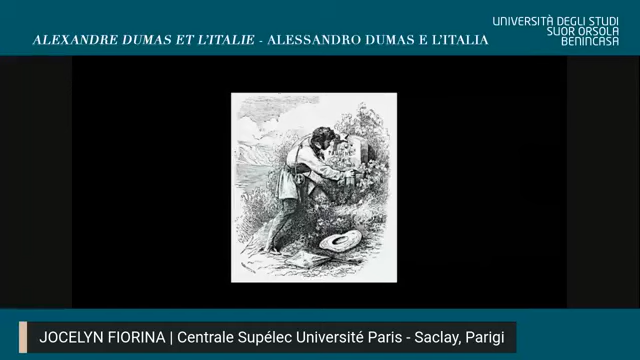 UNIVERSITÀ DEGLI STUDI
SUOR ORSOLA
BENINCASA
ALEXANDRE DUMAS ET L'ITALIE - ALESSANDRO DUMAS E L'ITALIA
JOCELYN FIORINA | Centrale Supélec Université Paris - Saclay, Parigi